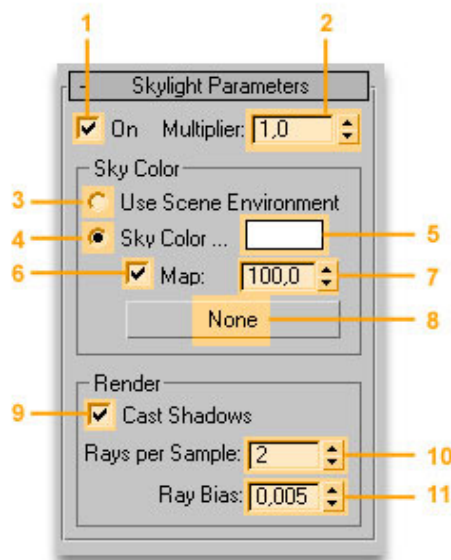 1 2
- Skylight Parameters
On Multiplier: 1,0
Sky Color
3 Use Scene Environment
4 Sky Color ... 5
6 Map: 100,0 7
None 8
Render
9 Cast Shadows
Rays per Sample: 2 10
Ray Bias: 0,005 11